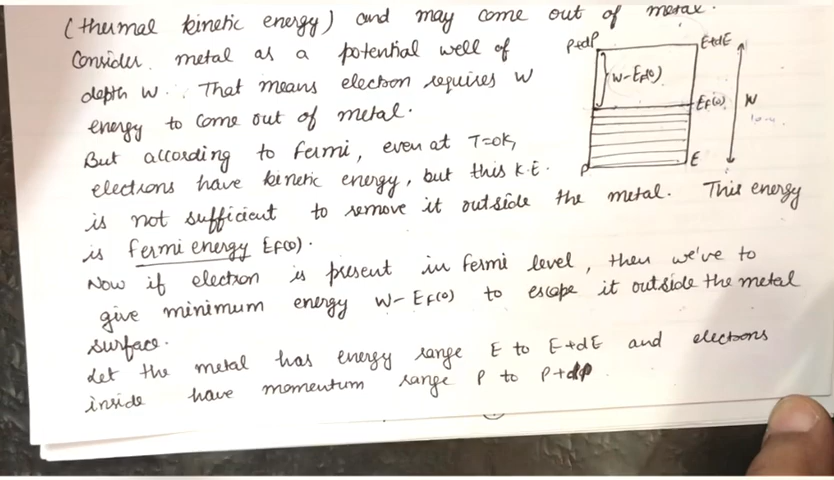 (thermal kinetic energy) and may come out of metal.
Consider metal as a potential well of
depth W. That means electron requires W
energy to come out of metal.
But according to Fermi, even at T=0K,
electrons have kinetic energy, but this K.E.
is not sufficient to remove it outside the metal. This energy
is Fermi energy EF(0).
Now if electron is present in Fermi level, then we've to
give minimum energy W-EF(0) to escape it outside the metal
surface.
Let the metal has energy range E to E+dE and electrons
inside have momentum range P to P+dP
P+dP
E+dE
W-EF(0)
EF(0)
W
P
E